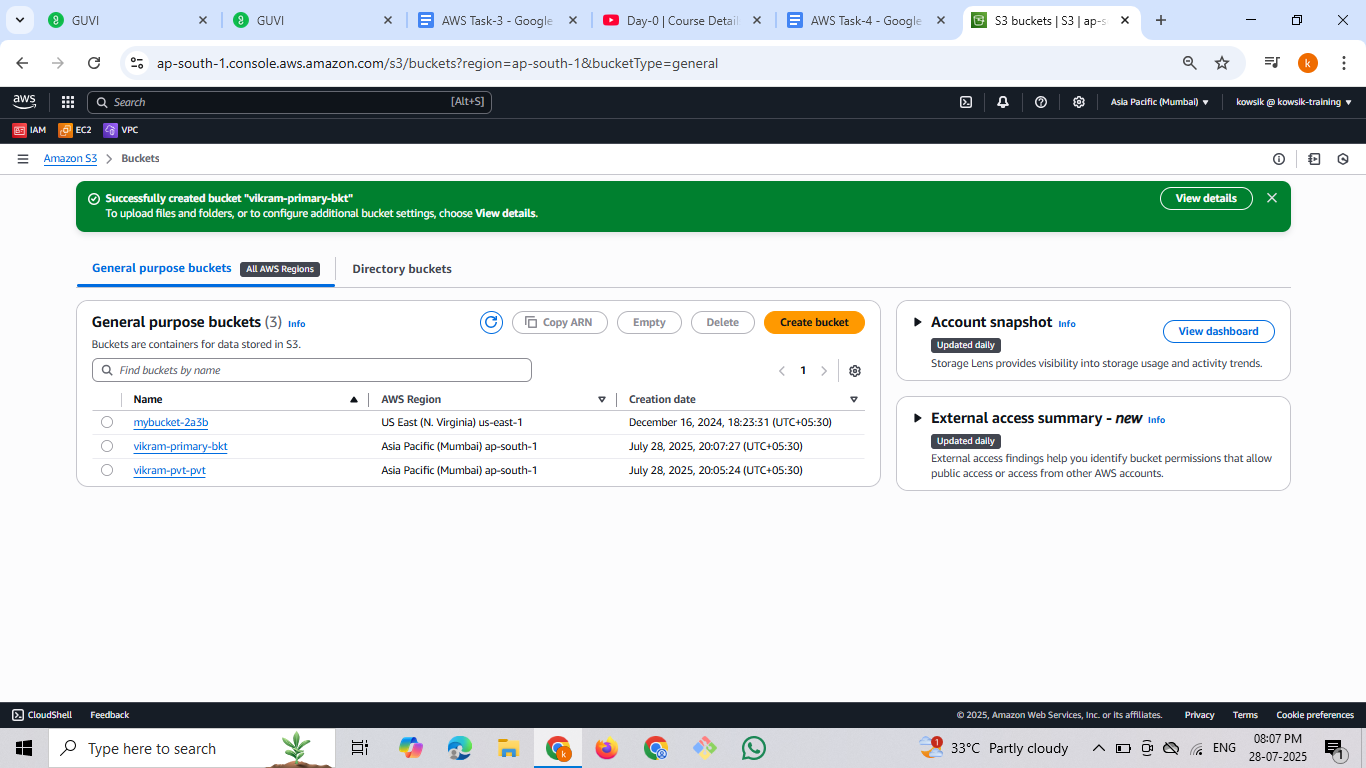 GUVI
GUVI
AWS Task-3 - Google
Day-0 | Course Detail
AWS Task-4 - Google
S3 buckets | S3 | ap-s
ap-south-1.console.aws.amazon.com/s3/buckets?region=ap-south-1&bucketType=general
k
aws
Search
[Alt+S]
Asia Pacific (Mumbai)
kowsik @ kowsik-training
IAM
EC2
VPC
Amazon S3
Buckets
Successfully created bucket "vikram-primary-bkt"
To upload files and folders, or to configure additional bucket settings, choose View details.
View details
General purpose buckets
All AWS Regions
Directory buckets
General purpose buckets (3) Info
Copy ARN
Empty
Delete
Create bucket
Buckets are containers for data stored in S3.
Find buckets by name
1
Name
AWS Region
Creation date
mybucket-2a3b
US East (N. Virginia) us-east-1
December 16, 2024, 18:23:31 (UTC+05:30)
vikram-primary-bkt
Asia Pacific (Mumbai) ap-south-1
July 28, 2025, 20:07:27 (UTC+05:30)
vikram-pvt-pvt
Asia Pacific (Mumbai) ap-south-1
July 28, 2025, 20:05:24 (UTC+05:30)
Account snapshot Info
View dashboard
Updated daily
Storage Lens provides visibility into storage usage and activity trends.
External access summary - new Info
Updated daily
External access findings help you identify bucket permissions that allow
public access or access from other AWS accounts.
CloudShell
Feedback
© 2025, Amazon Web Services, Inc. or its affiliates.
Privacy
Terms
Cookie preferences
Type here to search
k
1
33°C Partly cloudy
ENG
08:07 PM
28-07-2025
1